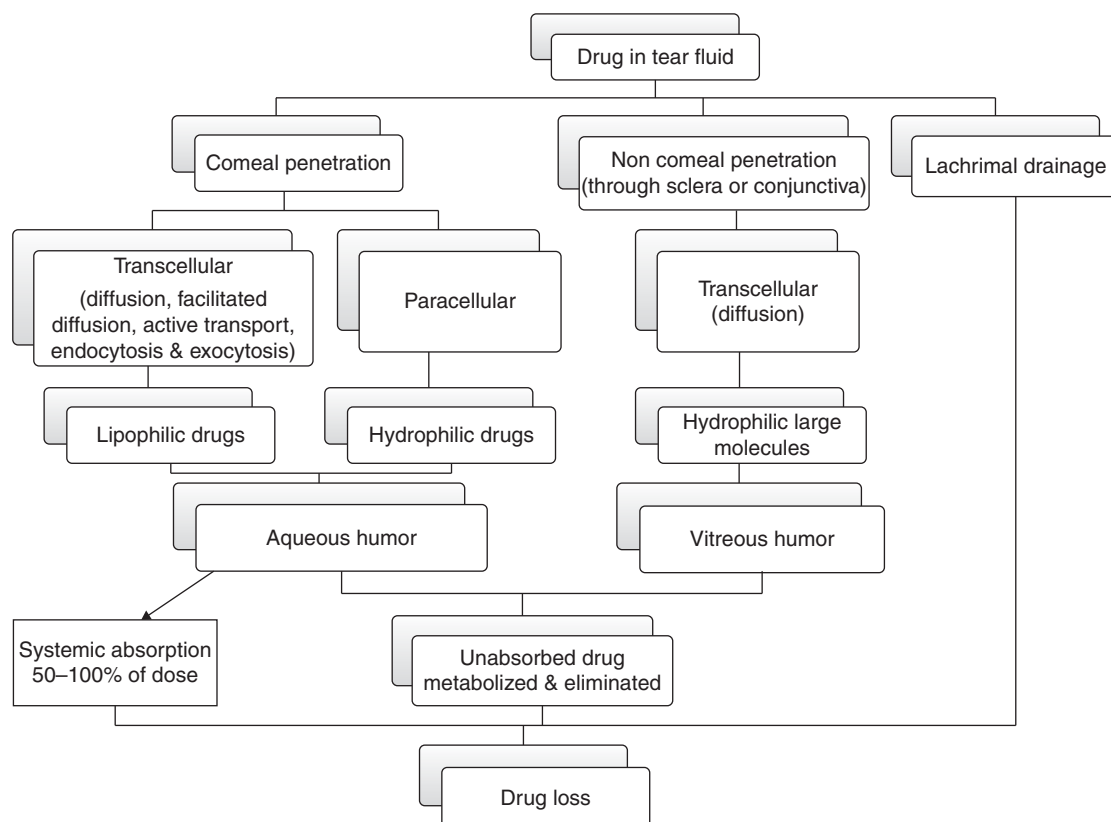 Drug in tear fluid
Comeal penetration
Non comeal penetration
(through sclera or conjunctiva)
Lachrimal drainage
Transcellular
(diffusion, facilitated
diffusion, active transport,
endocytosis & exocytosis)
Paracellular
Transcellular
(diffusion)
Lipophilic drugs
Hydrophilic drugs
Hydrophilic large
molecules
Aqueous humor
Vitreous humor
Systemic absorption
50–100% of dose
Unabsorbed drug
metabolized & eliminated
Drug loss